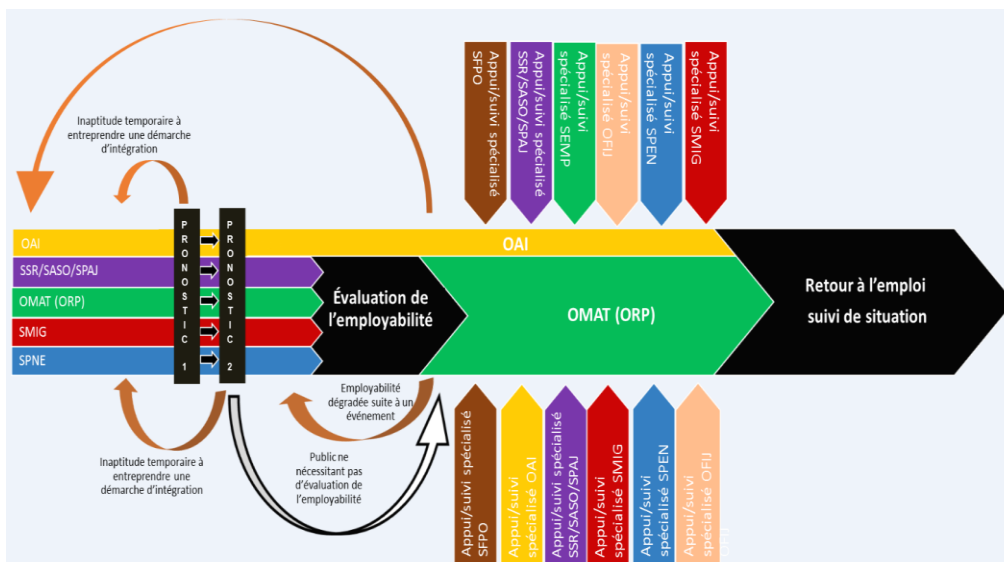 Inaptitude temporaire à
entreprendre une démarche
d'intégration
Appui/suivi spécialisé
SFPO
Appui/suivi spécialisé
SSR/SASO/SPAJ
Appui/suivi
spécialisé SEMP
Appui/suivi
spécialisé OFIJ
Appui/suivi
spécialisé SPEN
Appui/suivi
spécialisé SMIG
OAI
SSR/SASO/SPAJ
OMAT (ORP)
SMIG
SPNE
PRONOSTIC 1
PRONOSTIC 2
Évaluation de
l'employabilité
OAI
OMAT (ORP)
Retour à l'emploi
suivi de situation
Inaptitude temporaire à
entreprendre une
démarche d'intégration
Employabilité
dégradée suite à un
événement
Public ne
nécessitant pas
d'évaluation de
l'employabilité
Appui/suivi spécialisé
SFPO
Appui/suivi
spécialisé OAI
Appui/suivi spécialisé
SSR/SASO/SPAJ
Appui/suivi
spécialisé SMIG
Appui/suivi
spécialisé SPEN
Appui/suivi
spécialisé OFIJ
OFIJ